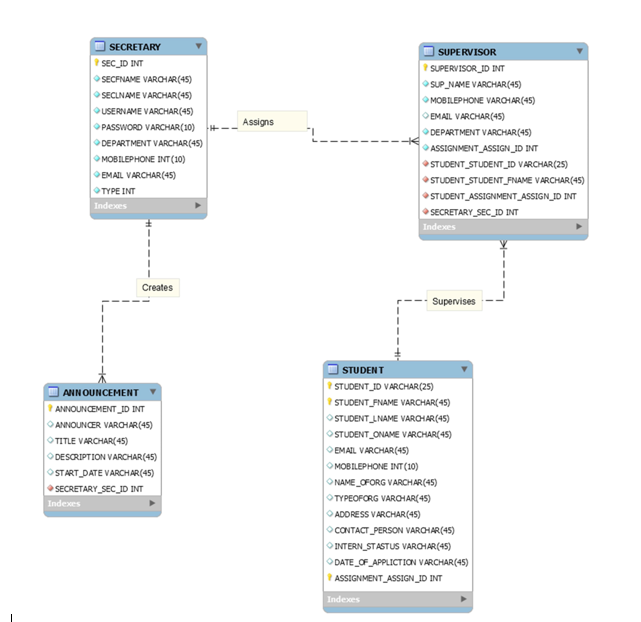 SECRETARY
SEC_ID INT
SECFNAME VARCHAR(45)
SECLNAME VARCHAR(45)
USERNAME VARCHAR(45)
PASSWORD VARCHAR(10)
DEPARTMENT VARCHAR(45)
MOBILEPHONE INT(10)
EMAIL VARCHAR(45)
TYPE INT
Indexes
Assigns
SUPERVISOR
SUPERVISOR_ID INT
SUP_NAME VARCHAR(45)
MOBILEPHONE VARCHAR(45)
EMAIL VARCHAR(45)
DEPARTMENT VARCHAR(45)
ASSIGNMENT_ASSIGN_ID INT
STUDENT_STUDENT_ID VARCHAR(25)
STUDENT_STUDENT_FNAME VARCHAR(45)
STUDENT_ASSIGNMENT_ASSIGN_ID INT
SECRETARY_SEC_ID INT
Indexes
Creates
Supervises
ANNOUNCEMENT
ANNOUNCEMENT_ID INT
ANNOUNCER VARCHAR(45)
TITLE VARCHAR(45)
DESCRIPTION VARCHAR(45)
START_DATE VARCHAR(45)
SECRETARY_SEC_ID INT
Indexes
STUDENT
STUDENT_ID VARCHAR(25)
STUDENT_FNAME VARCHAR(45)
STUDENT_LNAME VARCHAR(45)
STUDENT_ONAME VARCHAR(45)
EMAIL VARCHAR(45)
MOBILEPHONE INT(10)
NAME_OFORG VARCHAR(45)
TYPEOFORG VARCHAR(45)
ADDRESS VARCHAR(45)
CONTACT_PERSON VARCHAR(45)
INTERN_STASTUS VARCHAR(45)
DATE_OF_APPLICTION VARCHAR(45)
ASSIGNMENT_ASSIGN_ID INT
Indexes